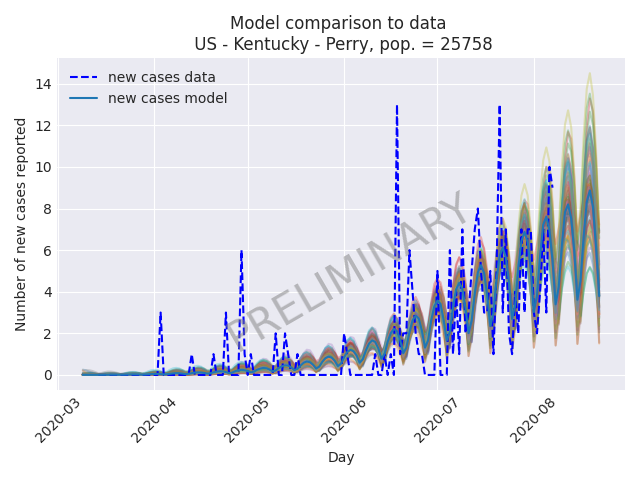 Model comparison to data
US - Kentucky - Perry, pop. = 25758
new cases data
new cases model
PRELIMINARY
Number of new cases reported
14
12
10
8
6
4
2
0
2020-03
2020-04
2020-05
2020-06
2020-07
2020-08
Day